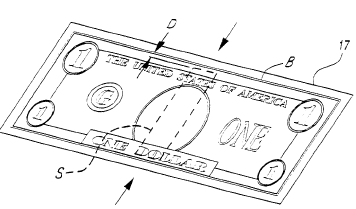 D
B
17
1
THE UNITED STATES OF AMERICA
1
G
ONE
1
1
ONE DOLLAR
S